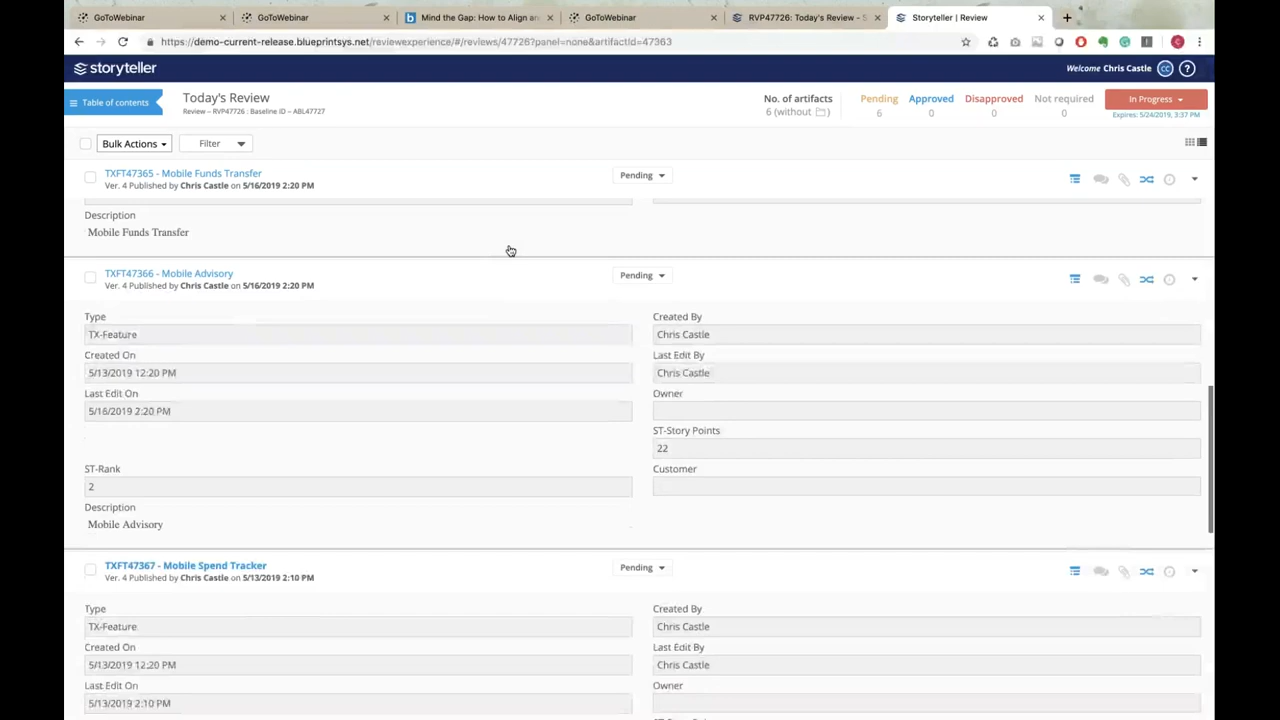 GoToWebinar
GoToWebinar
Mind the Gap: How to Align an
GoToWebinar
RVP47726: Today's Review - S
Storyteller | Review
https://demo-current-release.blueprintsys.net/reviewexperience/#/reviews/47726?panel=none&artifactId=47363
storyteller
Welcome Chris Castle CC ?
Table of contents
Today's Review
Review – RVP47726 : Baseline ID – ABL47727
No. of artifacts
6 (without )
Pending
6
Approved
0
Disapproved
0
Not required
0
In Progress
Expires: 5/24/2019, 3:37 PM
Bulk Actions
Filter
TXFT47365 - Mobile Funds Transfer
Ver. 4 Published by Chris Castle on 5/16/2019 2:20 PM
Pending
Description
Mobile Funds Transfer
TXFT47366 - Mobile Advisory
Ver. 4 Published by Chris Castle on 5/16/2019 2:20 PM
Pending
Type
TX-Feature
Created By
Chris Castle
Created On
5/13/2019 12:20 PM
Last Edit By
Chris Castle
Last Edit On
5/16/2019 2:20 PM
Owner
ST-Story Points
22
ST-Rank
2
Customer
Description
Mobile Advisory
TXFT47367 - Mobile Spend Tracker
Ver. 4 Published by Chris Castle on 5/13/2019 2:10 PM
Pending
Type
TX-Feature
Created By
Chris Castle
Created On
5/13/2019 12:20 PM
Last Edit By
Chris Castle
Last Edit On
5/13/2019 2:10 PM
Owner